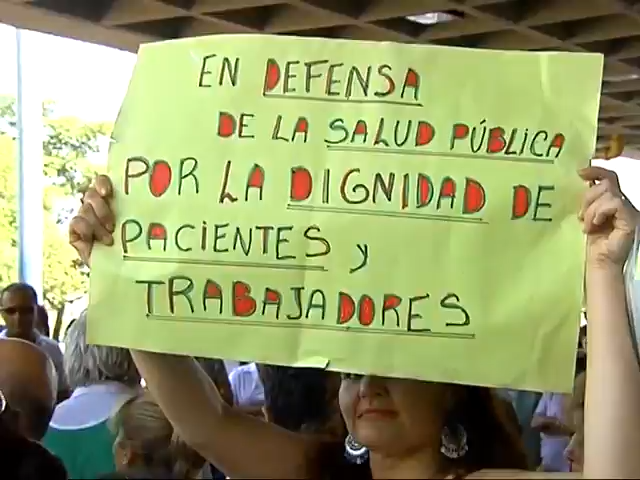 EN DEFENSA
DE LA SALUD PÚBLICA
POR LA DIGNIDAD DE
PACIENTES y
TRABAJADORES